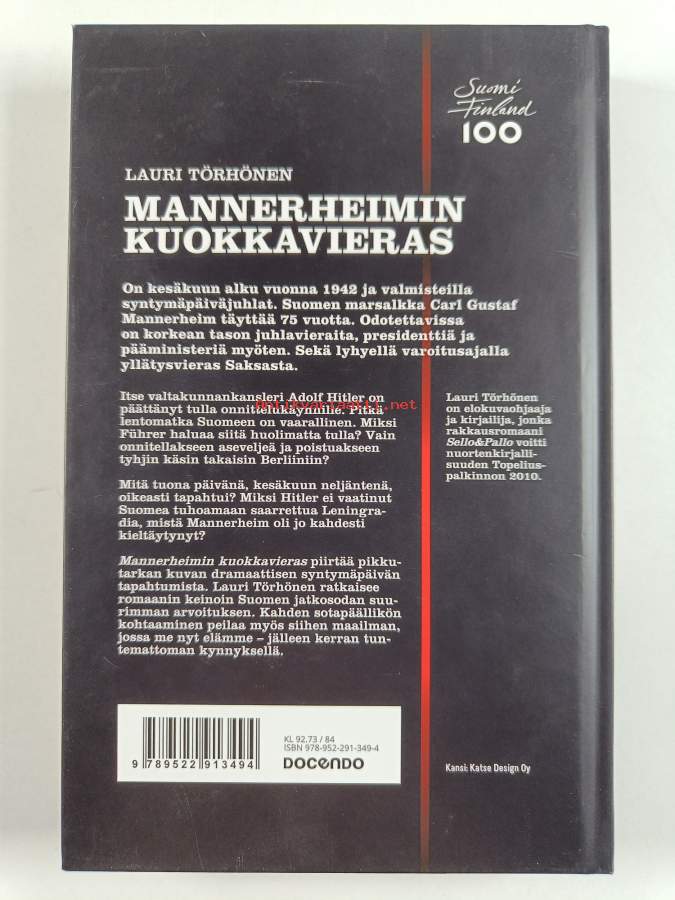 Suomi
Finland
100
LAURI TÖRHÖNEN
MANNERHEIMIN
KUOKKAVIERAS
On kesäkuun alku vuonna 1942 ja valmisteilla
syntymäpäiväjuhlat. Suomen marsalkka Carl Gustaf
Mannerheim täyttää 75 vuotta. Odotettavissa
on korkean tason juhlavieraita, presidenttiä ja
pääministeriä myöten. Sekä lyhyellä varoitusajalla
yllätysvieras Saksasta.
Itse valtakunnankansleri Adolf Hitler on
päättänyt tulla onnittelukäynnille. Pitkä
lentomatka Suomeen on vaarallinen. Miksi
Führer haluaa siitä huolimatta tulla? Vain
onnitellakseen aseveljeä ja poistuakseen
tyhjin käsin takaisin Berliiniin?
Mitä tuona päivänä, kesäkuun neljäntenä,
oikeasti tapahtui? Miksi Hitler ei vaatinut
Suomea tuhoamaan saarrettua Leningra-
dia, mistä Mannerheim oli jo kahdesti
kieltäytynyt?
Mannerheimin kuokkavieras piirtää pikku-
tarkan kuvan dramaattisen syntymäpäivän
tapahtumista. Lauri Törhönen ratkaisee
romaanin keinoin Suomen jatkosodan suu-
rimman arvoituksen. Kahden sotapäällikön
kohtaaminen peilaa myös siihen maailman,
jossa me nyt elämme – jälleen kerran tun-
temattoman kynnyksellä.
Lauri Törhönen
on elokuvaohjaaja
ja kirjailija, jonka
rakkausromaani
Sello&Pallo voitti
nuortenkirjalli-
suuden Topelius-
palkinnon 2010.
antikvariaatti.net
KL 92.73 / 84
ISBN 978-952-291-349-4
DOCENDO
9 789522 913494
Kansi: Katse Design Oy